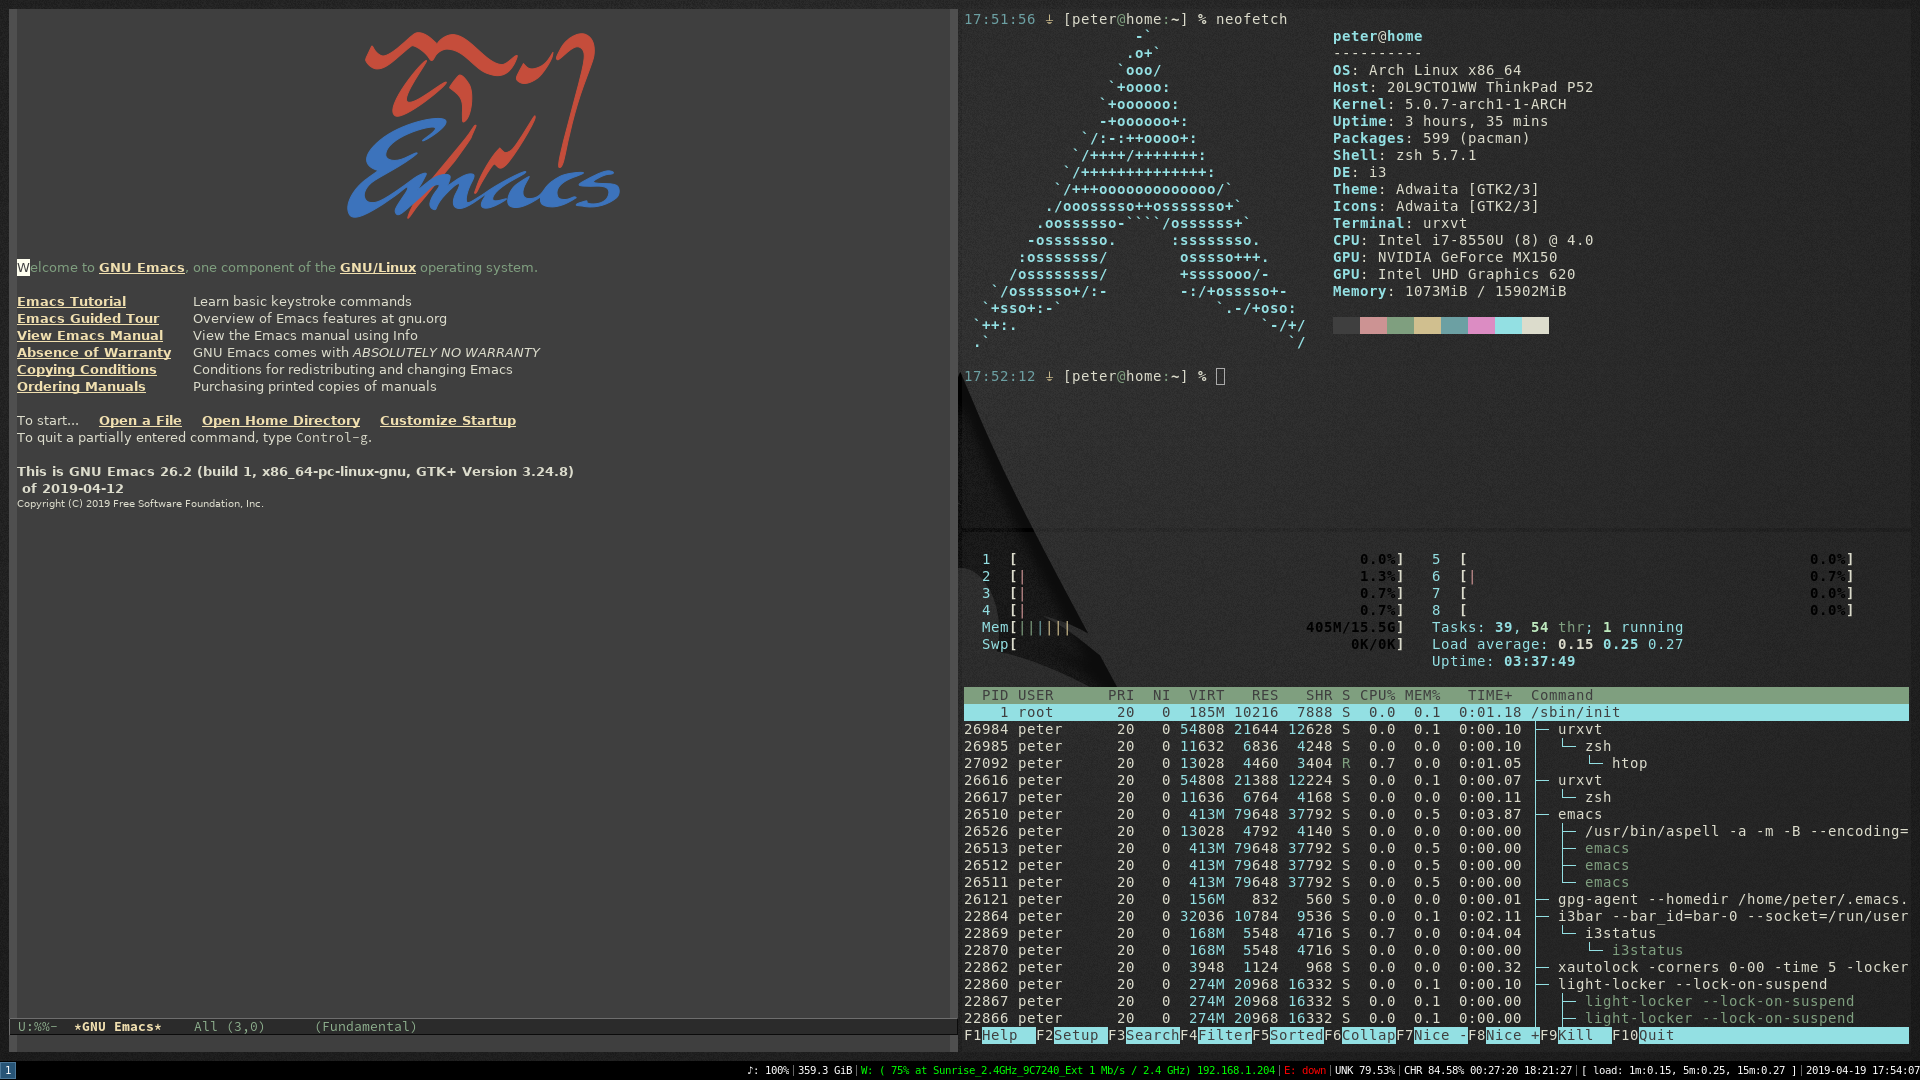 Emacs
Welcome to GNU Emacs, one component of the GNU/Linux operating system.
Emacs Tutorial Learn basic keystroke commands
Emacs Guided Tour Overview of Emacs features at gnu.org
View Emacs Manual View the Emacs manual using Info
Absence of Warranty GNU Emacs comes with ABSOLUTELY NO WARRANTY
Copying Conditions Conditions for redistributing and changing Emacs
Ordering Manuals Purchasing printed copies of manuals
To start... Open a File Open Home Directory Customize Startup
To quit a partially entered command, type Control-g.
This is GNU Emacs 26.2 (build 1, x86_64-pc-linux-gnu, GTK+ Version 3.24.8)
of 2019-04-12
Copyright (C) 2019 Free Software Foundation, Inc.
U:%%- *GNU Emacs* All (3,0) (Fundamental)
17:51:56 ⏚ [peter@home:~] % neofetch
-`
.o+`
`ooo/
`+oooo:
`+oooooo:
-+oooooo+:
`/:-:++oooo+:
`/++++/+++++++:
`/++++++++++++++:
`/+++ooooooooooooo/`
./ooosssso++osssssso+`
.oossssso-````/ossssss+`
-osssssso. :ssssssso.
:osssssss/ osssso+++.
/ossssssss/ +ssssooo/-
`/ossssso+/:- -:/+osssso+-
`+sso+:-` `.-/+oso:
`++:. `-/+/
.` `/
peter@home
----------
OS: Arch Linux x86_64
Host: 20L9CTO1WW ThinkPad P52
Kernel: 5.0.7-arch1-1-ARCH
Uptime: 3 hours, 35 mins
Packages: 599 (pacman)
Shell: zsh 5.7.1
DE: i3
Theme: Adwaita [GTK2/3]
Icons: Adwaita [GTK2/3]
Terminal: urxvt
CPU: Intel i7-8550U (8) @ 4.0
GPU: NVIDIA GeForce MX150
GPU: Intel UHD Graphics 620
Memory: 1073MiB / 15902MiB
17:52:12 ⏚ [peter@home:~] %
1 [ 0.0%] 5 [ 0.0%]
2 [| 1.3%] 6 [| 0.7%]
3 [| 0.7%] 7 [ 0.0%]
4 [| 0.7%] 8 [ 0.0%]
Mem[|||||| 405M/15.5G] Tasks: 39, 54 thr; 1 running
Swp[ 0K/0K] Load average: 0.15 0.25 0.27
Uptime: 03:37:49
PID USER PRI NI VIRT RES SHR S CPU% MEM% TIME+ Command
1 root 20 0 185M 10216 7888 S 0.0 0.1 0:01.18 /sbin/init
26984 peter 20 0 54808 21644 12628 S 0.0 0.1 0:00.10 ├─ urxvt
26985 peter 20 0 11632 6836 4248 S 0.0 0.0 0:00.10 │ └─ zsh
27092 peter 20 0 13028 4460 3404 R 0.7 0.0 0:01.05 │ └─ htop
26616 peter 20 0 54808 21388 12224 S 0.0 0.1 0:00.07 ├─ urxvt
26617 peter 20 0 11636 6764 4168 S 0.0 0.0 0:00.11 │ └─ zsh
26510 peter 20 0 413M 79648 37792 S 0.0 0.5 0:03.87 ├─ emacs
26526 peter 20 0 13028 4792 4140 S 0.0 0.0 0:00.00 │ ├─ /usr/bin/aspell -a -m -B --encoding=
26513 peter 20 0 413M 79648 37792 S 0.0 0.5 0:00.00 │ ├─ emacs
26512 peter 20 0 413M 79648 37792 S 0.0 0.5 0:00.00 │ ├─ emacs
26511 peter 20 0 413M 79648 37792 S 0.0 0.5 0:00.00 │ └─ emacs
26121 peter 20 0 156M 832 560 S 0.0 0.0 0:00.01 ├─ gpg-agent --homedir /home/peter/.emacs.
22864 peter 20 0 32036 10784 9536 S 0.0 0.1 0:02.11 ├─ i3bar --bar_id=bar-0 --socket=/run/user
22869 peter 20 0 168M 5548 4716 S 0.7 0.0 0:04.04 │ └─ i3status
22870 peter 20 0 168M 5548 4716 S 0.0 0.0 0:00.00 │ └─ i3status
22862 peter 20 0 3948 1124 968 S 0.0 0.0 0:00.32 ├─ xautolock -corners 0-00 -time 5 -locker
22860 peter 20 0 274M 20968 16332 S 0.0 0.1 0:00.10 ├─ light-locker --lock-on-suspend
22867 peter 20 0 274M 20968 16332 S 0.0 0.1 0:00.00 │ ├─ light-locker --lock-on-suspend
22866 peter 20 0 274M 20968 16332 S 0.0 0.1 0:00.00 │ ├─ light-locker --lock-on-suspend
F1Help F2Setup F3SearchF4FilterF5SortedF6CollapF7Nice -F8Nice +F9Kill F10Quit
1 ♪: 100%|359.3 GiB|W: ( 75% at Sunrise_2.4GHz_9C7240_Ext 1 Mb/s / 2.4 GHz) 192.168.1.204|E: down|UNK 79.53%|CHR 84.58% 00:27:20 18:21:27|[ load: 1m:0.15, 5m:0.25, 15m:0.27 ]|2019-04-19 17:54:07